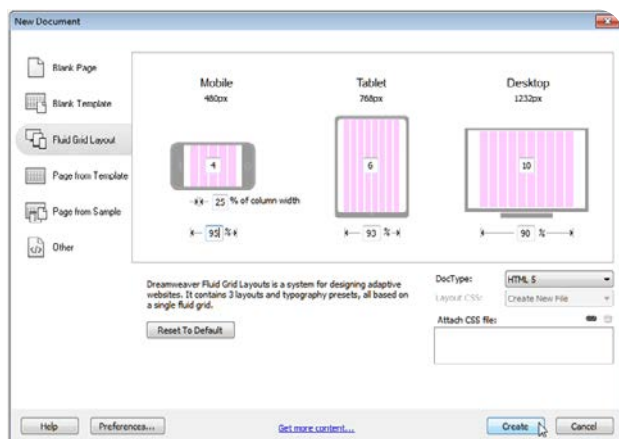 New Document
Blank Page
Blank Template
Fluid Grid Layout
Page from Template
Page from Sample
Other
Mobile
480px
Tablet
768px
Desktop
1232px
4
6
10
25 % of column width
95 %
93 %
90 %
Dreamweaver Fluid Grid Layouts is a system for designing adaptive
websites. It contains 3 layouts and typography presets, all based on
a single fluid grid.
Reset To Default
DocType: HTML 5
Layout CSS: Create New File
Attach CSS file:
Help
Preferences...
Get more content...
Create
Cancel